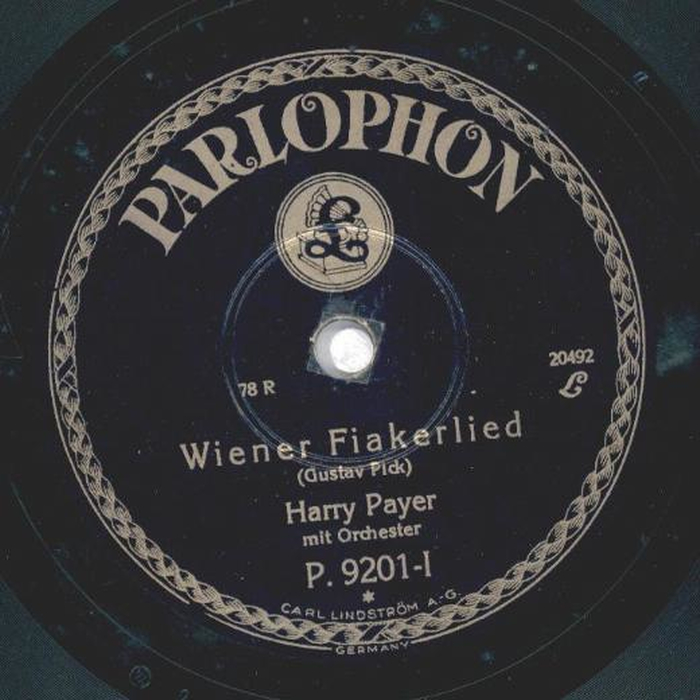 PARLOPHON
£
20492
L
78 R
Wiener Fiakerlied
(Gustav Pick)
Harry Payer
mit Orchester
P. 9201-I
*
CARL LINDSTRÖM A.-G.
GERMANY